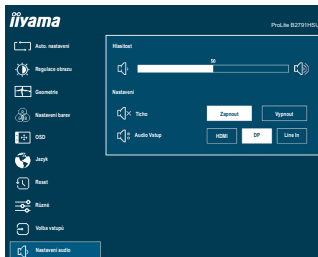 iiyama
ProLite B2791HSU
Auto. nastavení
Regulace obrazu
Geometrie
Nastavení barev
OSD
Jazyk
Reset
Různé
Volba vstupů
Nastavení audio
Hlasitost
50
Nastavení
Ticho
Zapnout
Vypnout
Audio Vstup
HDMI
DP
Line In